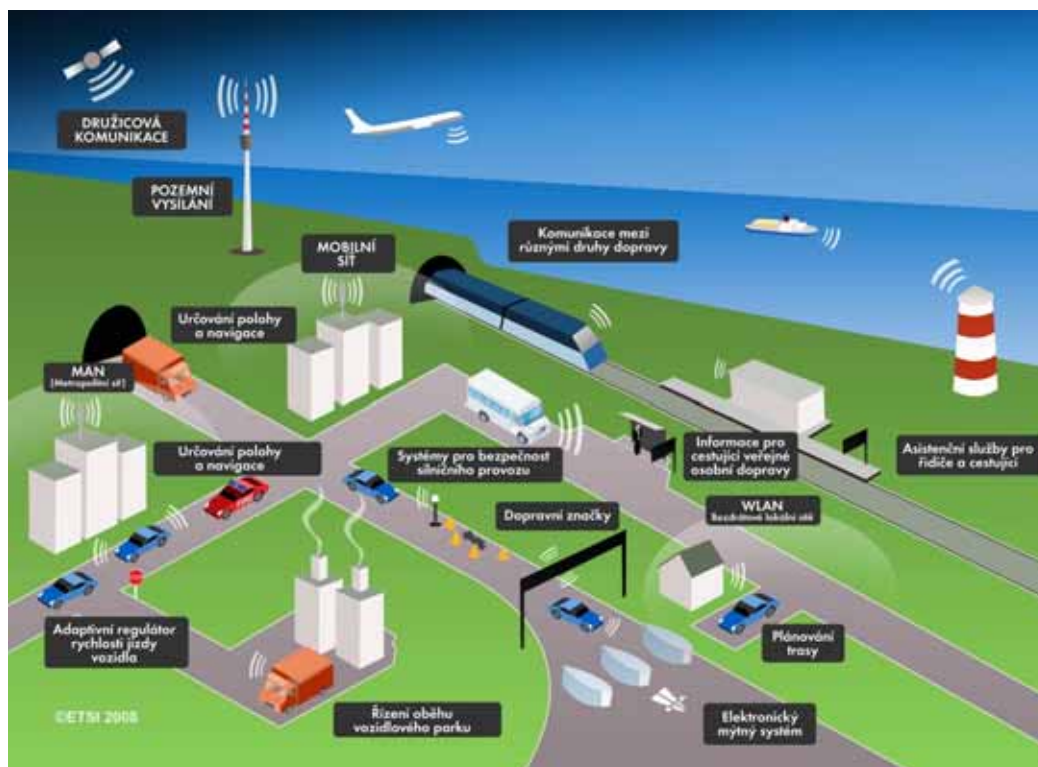 DRUŽICOVÁ
KOMUNIKACE
POZEMNÍ
VYSÍLÁNÍ
MOBILNÍ
SÍŤ
Komunikace mezi
různými druhy dopravy
Určování polohy
a navigace
MAN
(Metropolitní síť)
Určování polohy
a navigace
Systémy pro bezpečnost
silničního provozu
Informace pro
cestující veřejné
osobní dopravy
Asistenční služby pro
řidiče a cestující
WLAN
Bezdrátové lokální sítě
Dopravní značky
Adaptivní regulátor
rychlosti jízdy
vozidla
Plánování
trasy
Řízení oběhu
vozidlového parku
Elektronický
mýtný systém
©ETSI 2008